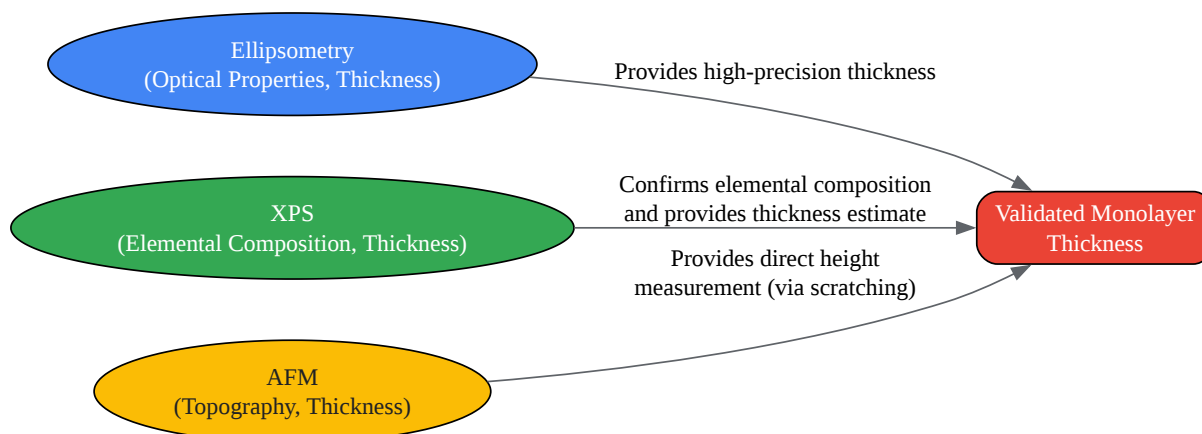 Ellipsometry
(Optical Properties, Thickness)
Provides high-precision thickness
XPS
(Elemental Composition, Thickness)
Confirms elemental composition
and provides thickness estimate
Validated Monolayer
Thickness
Provides direct height
measurement (via scratching)
AFM
(Topography, Thickness)